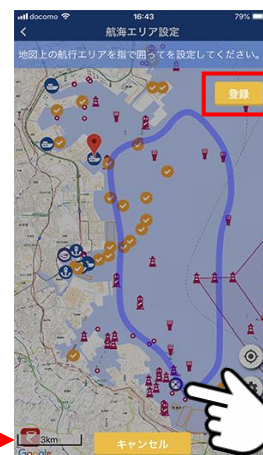 docomo 16:43 79%
航海エリア設定
地図上の航行エリアを指で囲ってを設定してください。
登録
3km
キャンセル
Google